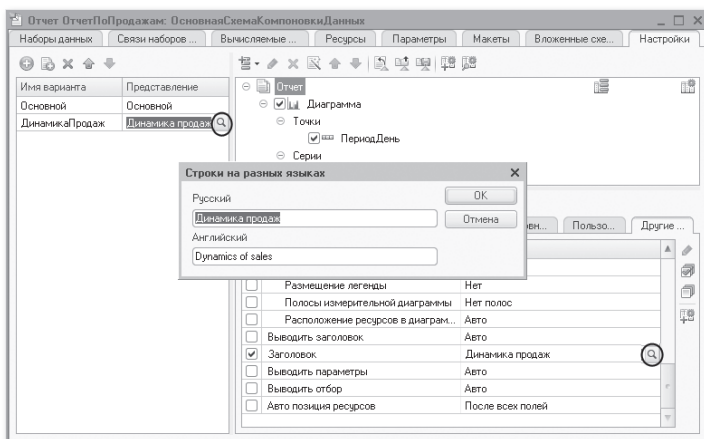 Отчет ОтчетПоПродажам: ОсновнаяСхемаКомпоновкиДанных
Наборы данных Связи наборов ... Вычисляемые ... Ресурсы Параметры Макеты Вложенные схе... Настройки
Имя варианта Представление
Основной Основной
ДинамикаПродаж Динамика продаж
Отчет
Диаграмма
Точки
ПериодДень
Серии
Строки на разных языках
Русский
Динамика продаж
Английский
Dynamics of sales
OK
Отмена
овн... Пользо... Другие ...
Размещение легенды Нет
Полосы измерительной диаграммы Нет полос
Расположение ресурсов в диаграм... Авто
Выводить заголовок Авто
Заголовок Динамика продаж
Выводить параметры Авто
Выводить отбор Авто
Авто позиция ресурсов После всех полей